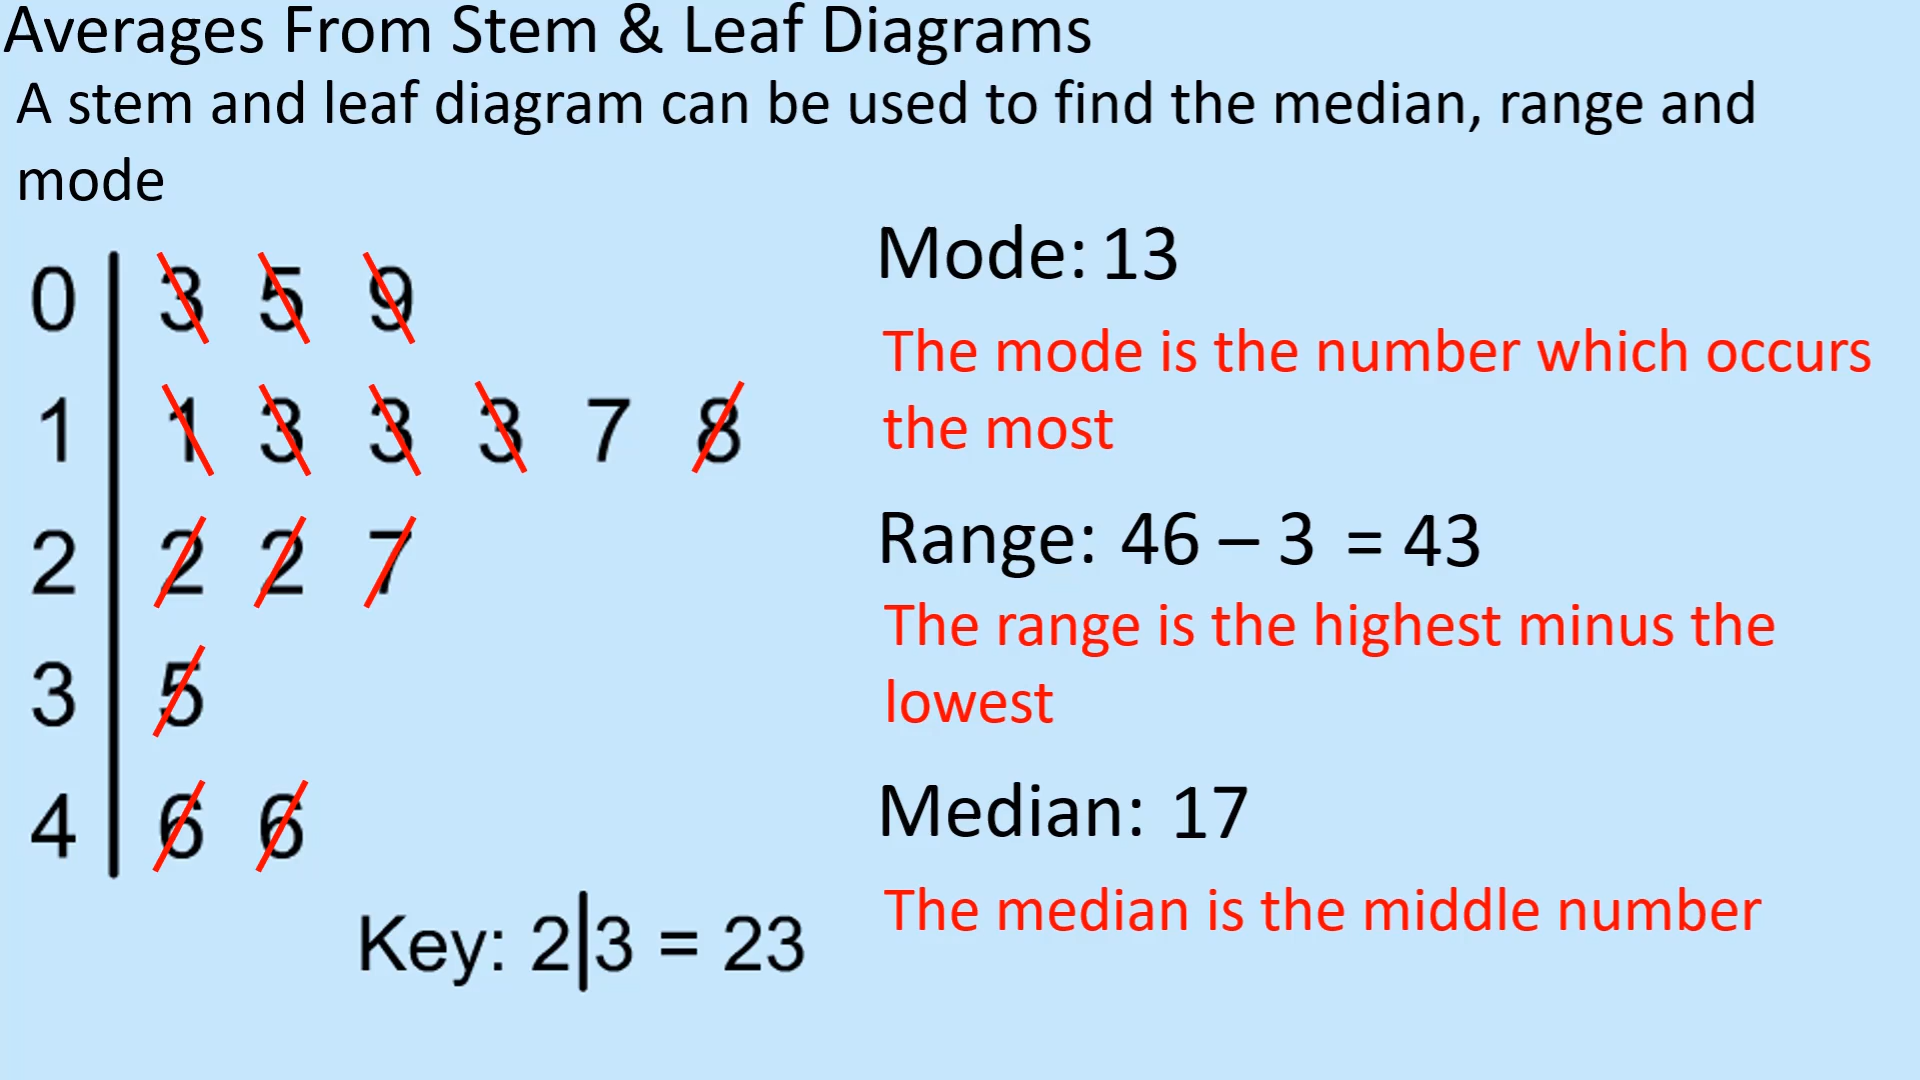 Averages From Stem & Leaf Diagrams
A stem and leaf diagram can be used to find the median, range and
mode
0 | 3 5 9
1 | 1 3 3 3 7 8
2 | 2 2 7
3 | 5
4 | 6 6
Key: 2|3 = 23
Mode: 13
The mode is the number which occurs
the most
Range: 46 – 3 = 43
The range is the highest minus the
lowest
Median: 17
The median is the middle number